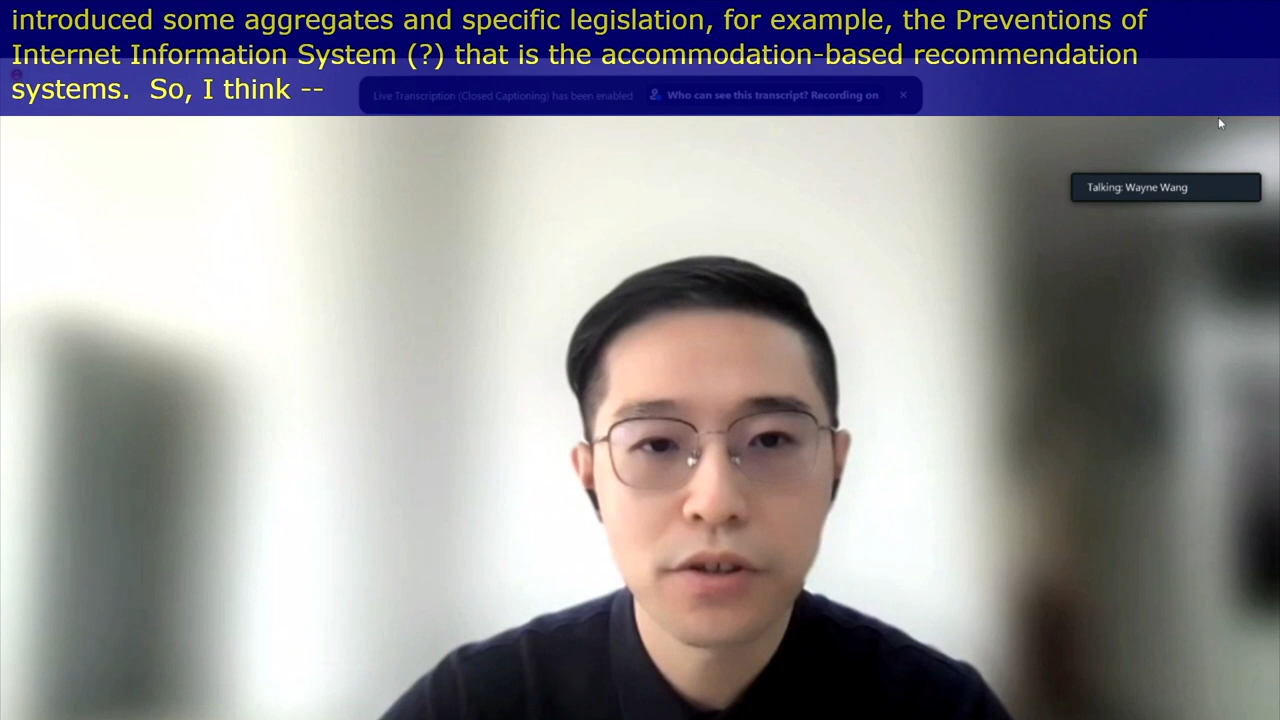 introduced some aggregates and specific legislation, for example, the Preventions of
Internet Information System (?) that is the accommodation-based recommendation
systems.  So, I think --
Live Transcription (Closed Captioning) has been enabled
Who can see this transcript? Recording on
Talking: Wayne Wang